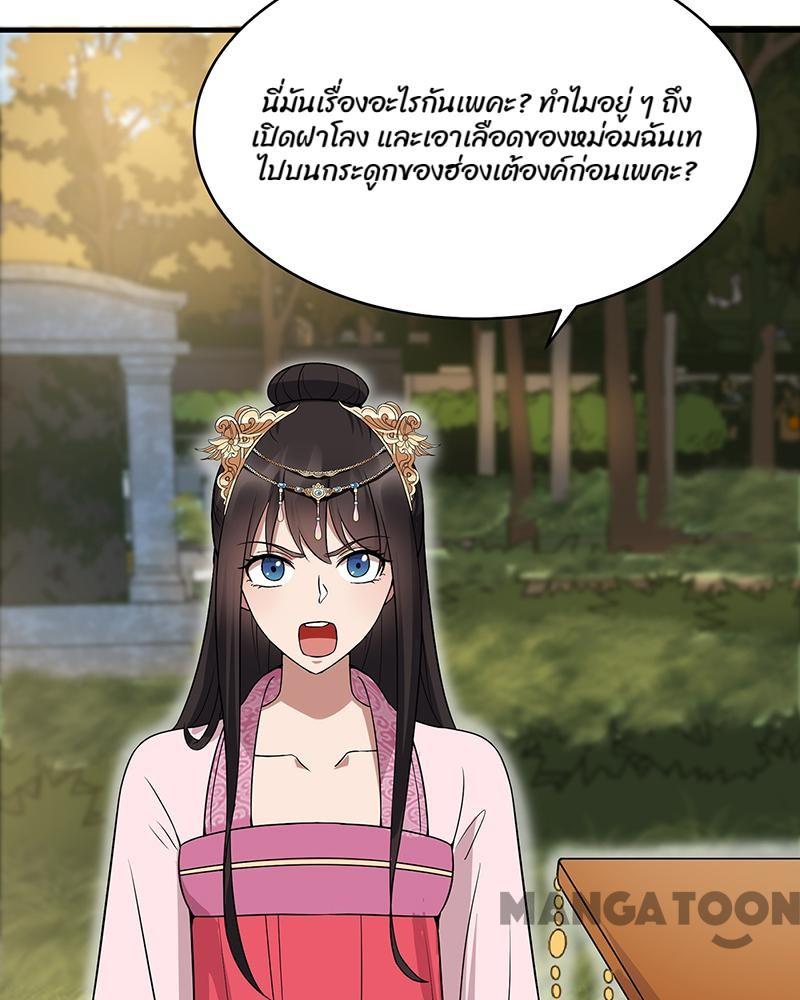 นี่มันเรื่องอะไรกันเพคะ? ทำไมอยู่ ๆ ถึง
เปิดฝาโลง และเอาเลือดของหม่อมฉันเท
ไปบนกระดูกของฮ่องเต้องค์ก่อนเพคะ?
MANGATOON